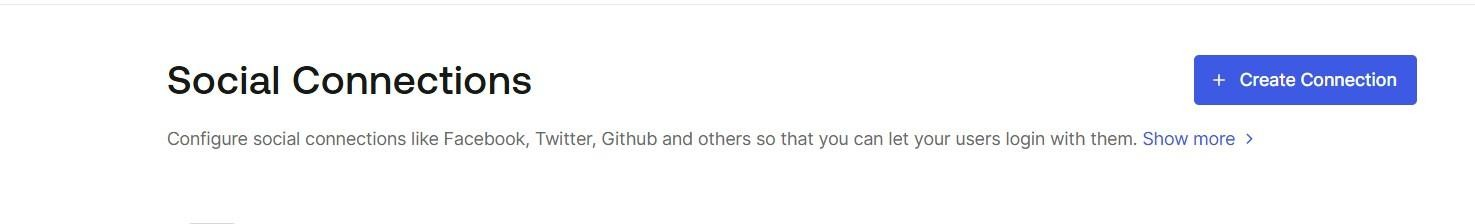 Social Connections
+ Create Connection
Configure social connections like Facebook, Twitter, Github and others so that you can let your users login with them. Show more >